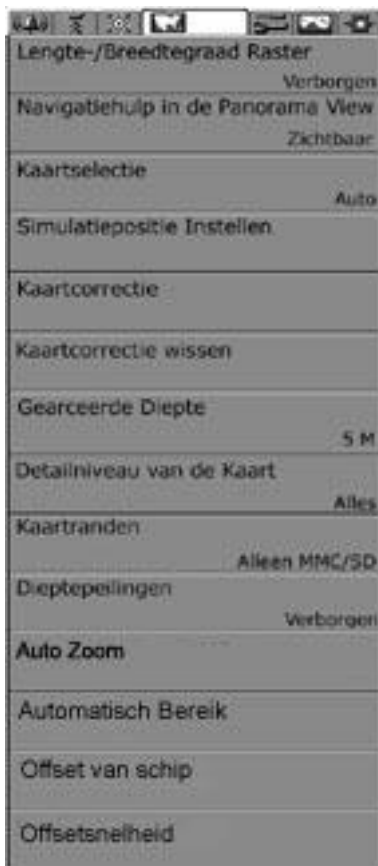 Lengte-/Breedtegraad Raster
Verborgen
Navigatiehulp in de Panorama View
Zichtbaar
Kaartselectie
Auto
Simulatiepositie Instellen
Kaartcorrectie
Kaartcorrectie wissen
Gearceerde Diepte
5 M
Detailniveau van de Kaart
Alles
Kaartranden
Alleen MMC/SD
Dieptepeilingen
Verborgen
Auto Zoom
Automatisch Bereik
Offset van schip
Offsetsnelheid